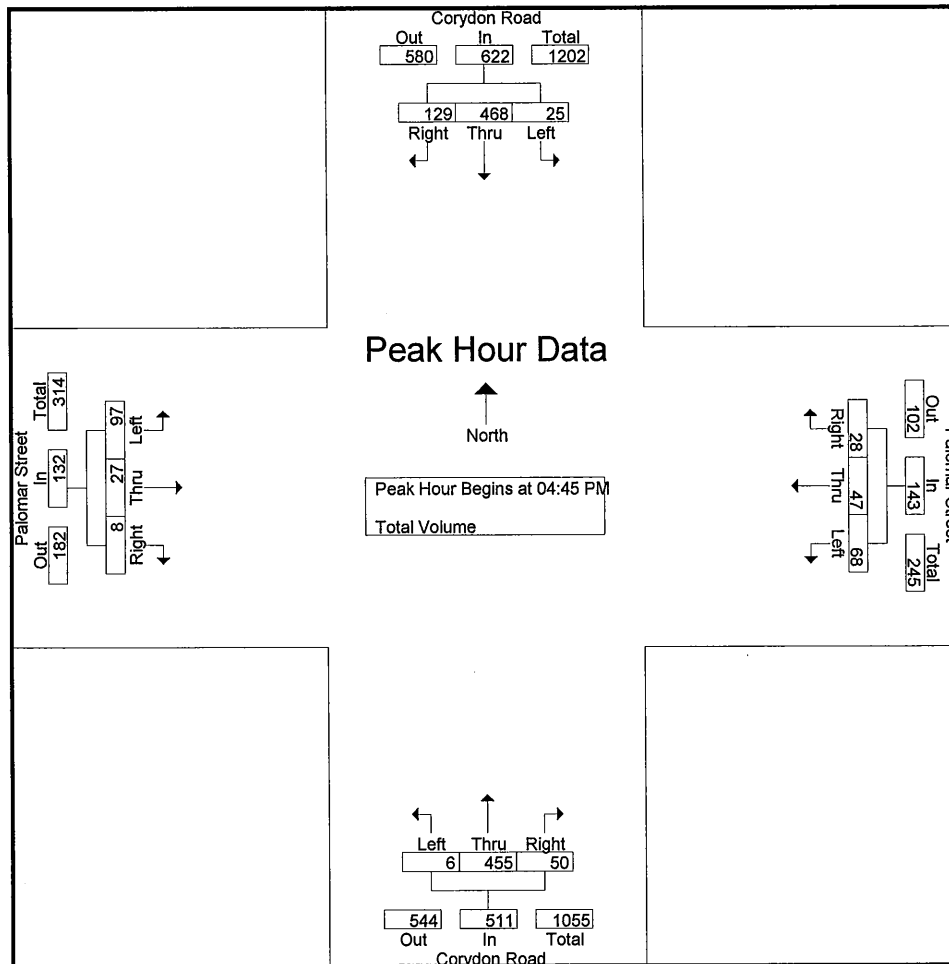 Corydon Road
Out In Total
580 622 1202
129 468 25
Right Thru Left
Peak Hour Data
North
Peak Hour Begins at 04:45 PM
Total Volume
Palomar Street
Out In Total
182 132 314
Right Thru Left
8 27 97
Right Thru Left
28 47 68
Out In Total
102 143 245
Left Thru Right
6 455 50
544 511 1055
Out In Total
Corydon Road